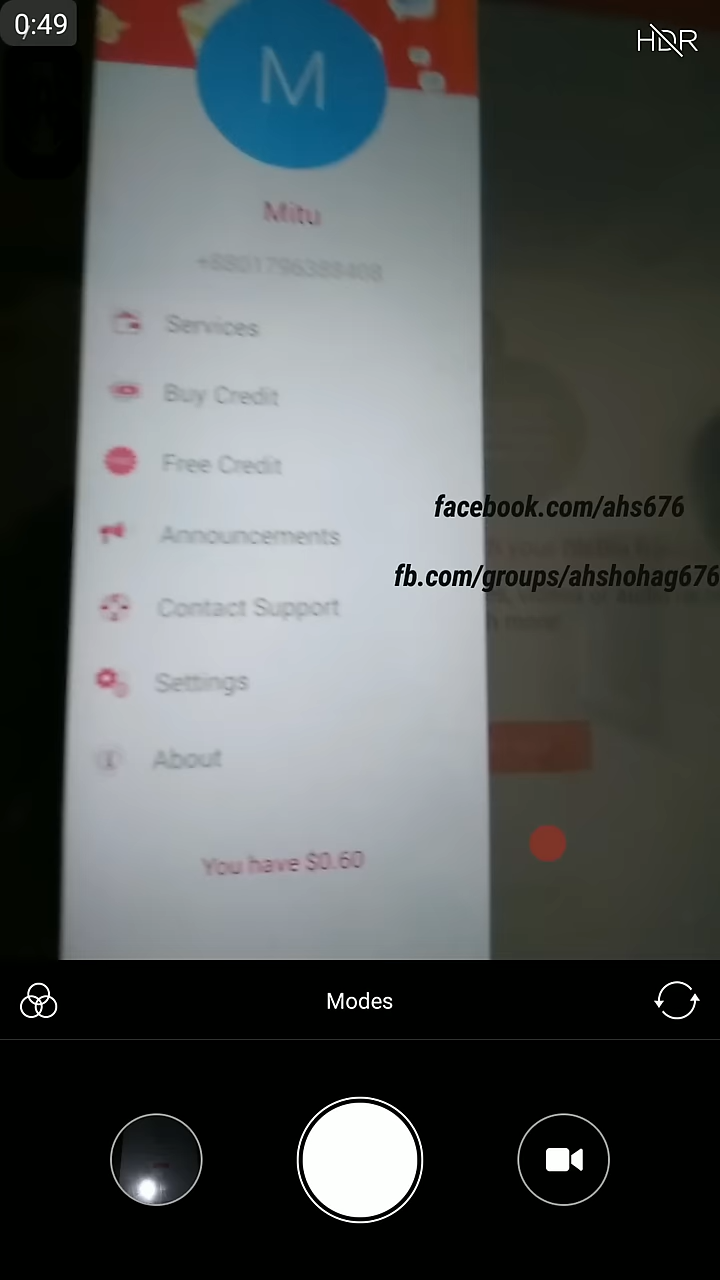 0:49
HDR
M
Mitu
Services
Buy Credit
Free Credit
Announcements
Contact Support
Settings
About
You have $0.60
facebook.com/ahs676
fb.com/groups/ahshohag676
Modes